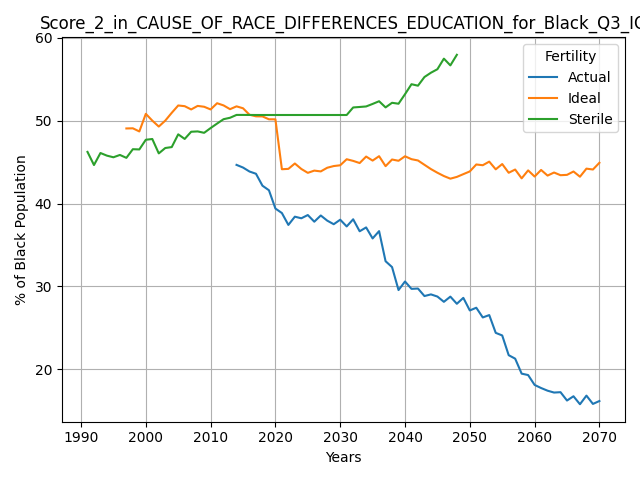 Score_2_in_CAUSE_OF_RACE_DIFFERENCES_EDUCATION_for_Black_Q3_IC
Fertility
Actual
Ideal
Sterile
% of Black Population
60
50
40
30
20
1990 2000 2010 2020 2030 2040 2050 2060 2070
Years